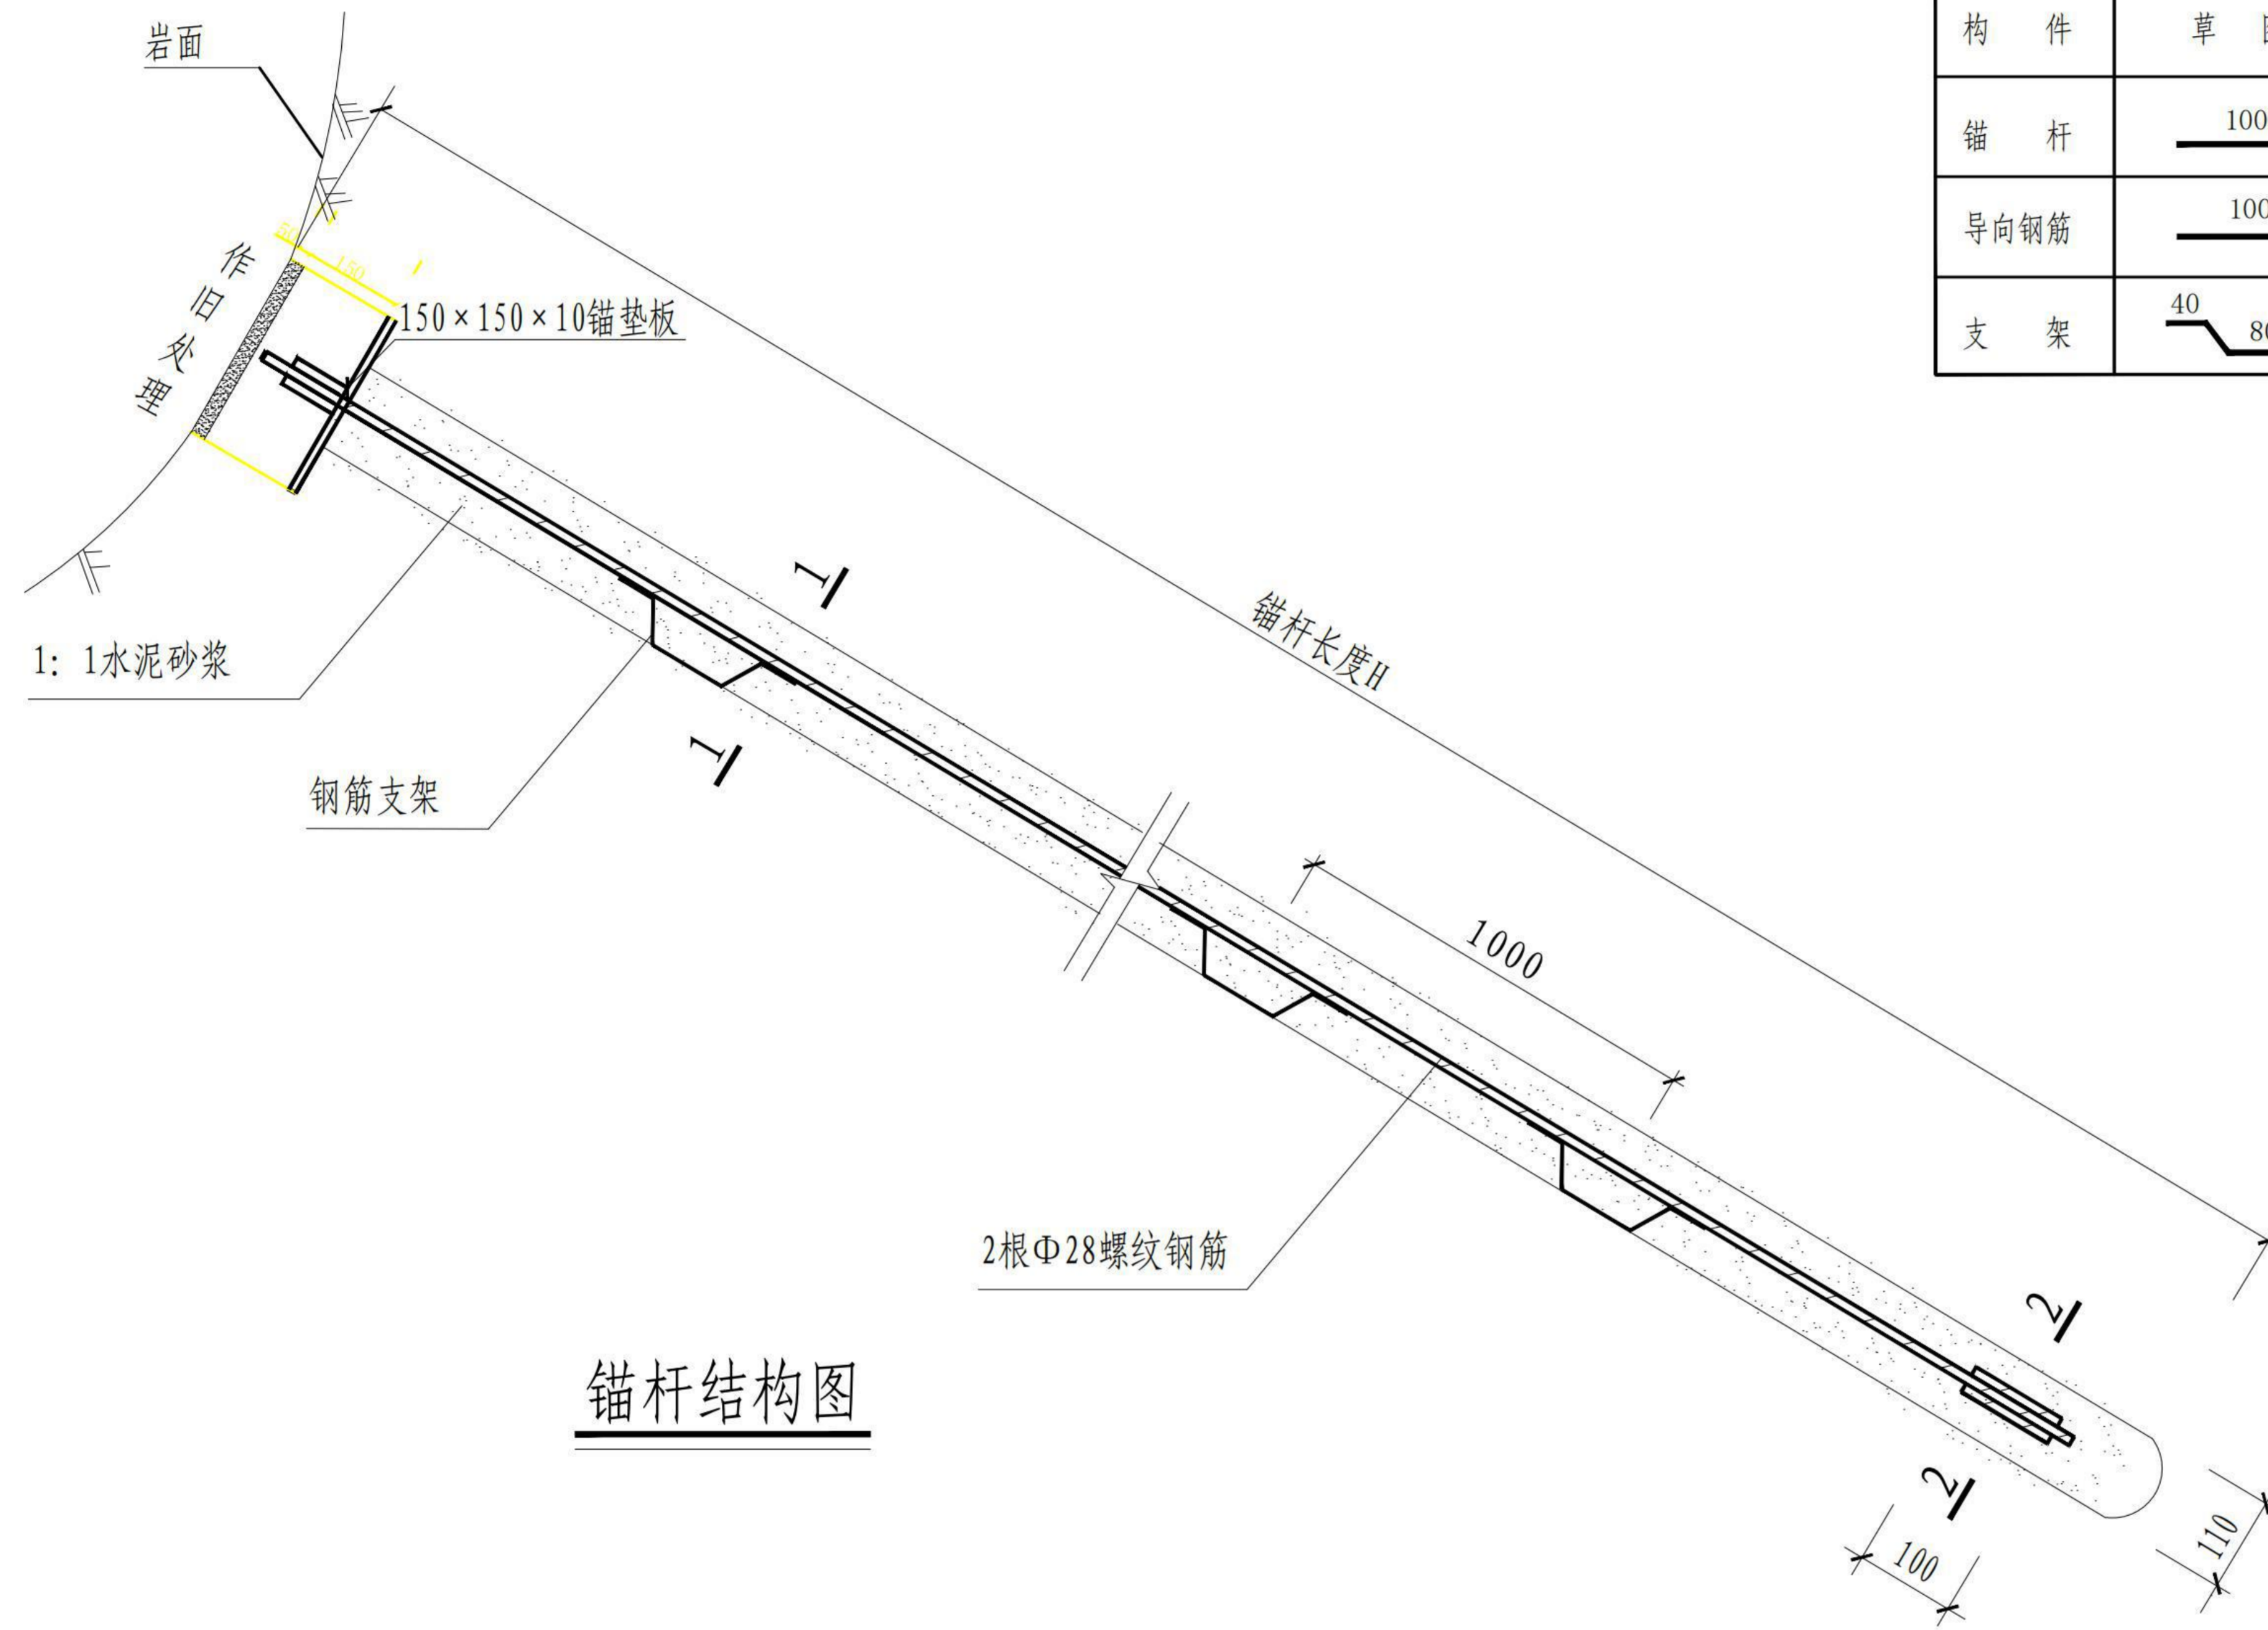 岩面
构 件
草
锚 杆
100
导向钢筋
100
支 架
40
作旧处理
50
150
150×150×10锚垫板
1
1
锚杆长度H
1：1水泥砂浆
钢筋支架
1000
2根Φ28螺纹钢筋
2
2
锚杆结构图
100
110